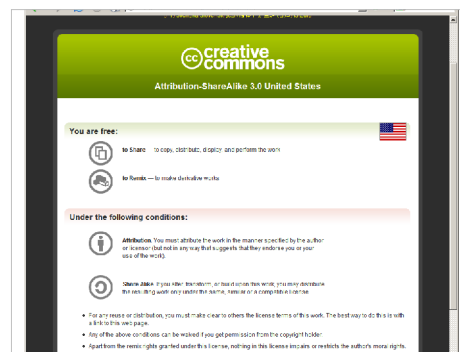 cc creative
commons
Attribution-ShareAlike 3.0 United States
You are free:
to Share — to copy, distribute, display, and perform the work
to Remix — to make derivative works
Under the following conditions:
Attribution. You must attribute the work in the manner specified by the author
or licensor (but not in any way that suggests that they endorse you or your
use of the work).
Share Alike. If you alter, transform, or build upon this work, you may distribute
the resulting work only under the same, similar or a compatible license.
• For any reuse or distribution, you must make clear to others the license terms of this work. The best way to do this is with
a link to this web page.
• Any of the above conditions can be waived if you get permission from the copyright holder.
• Apart from the remix rights granted under this license, nothing in this license impairs or restricts the author's moral rights.